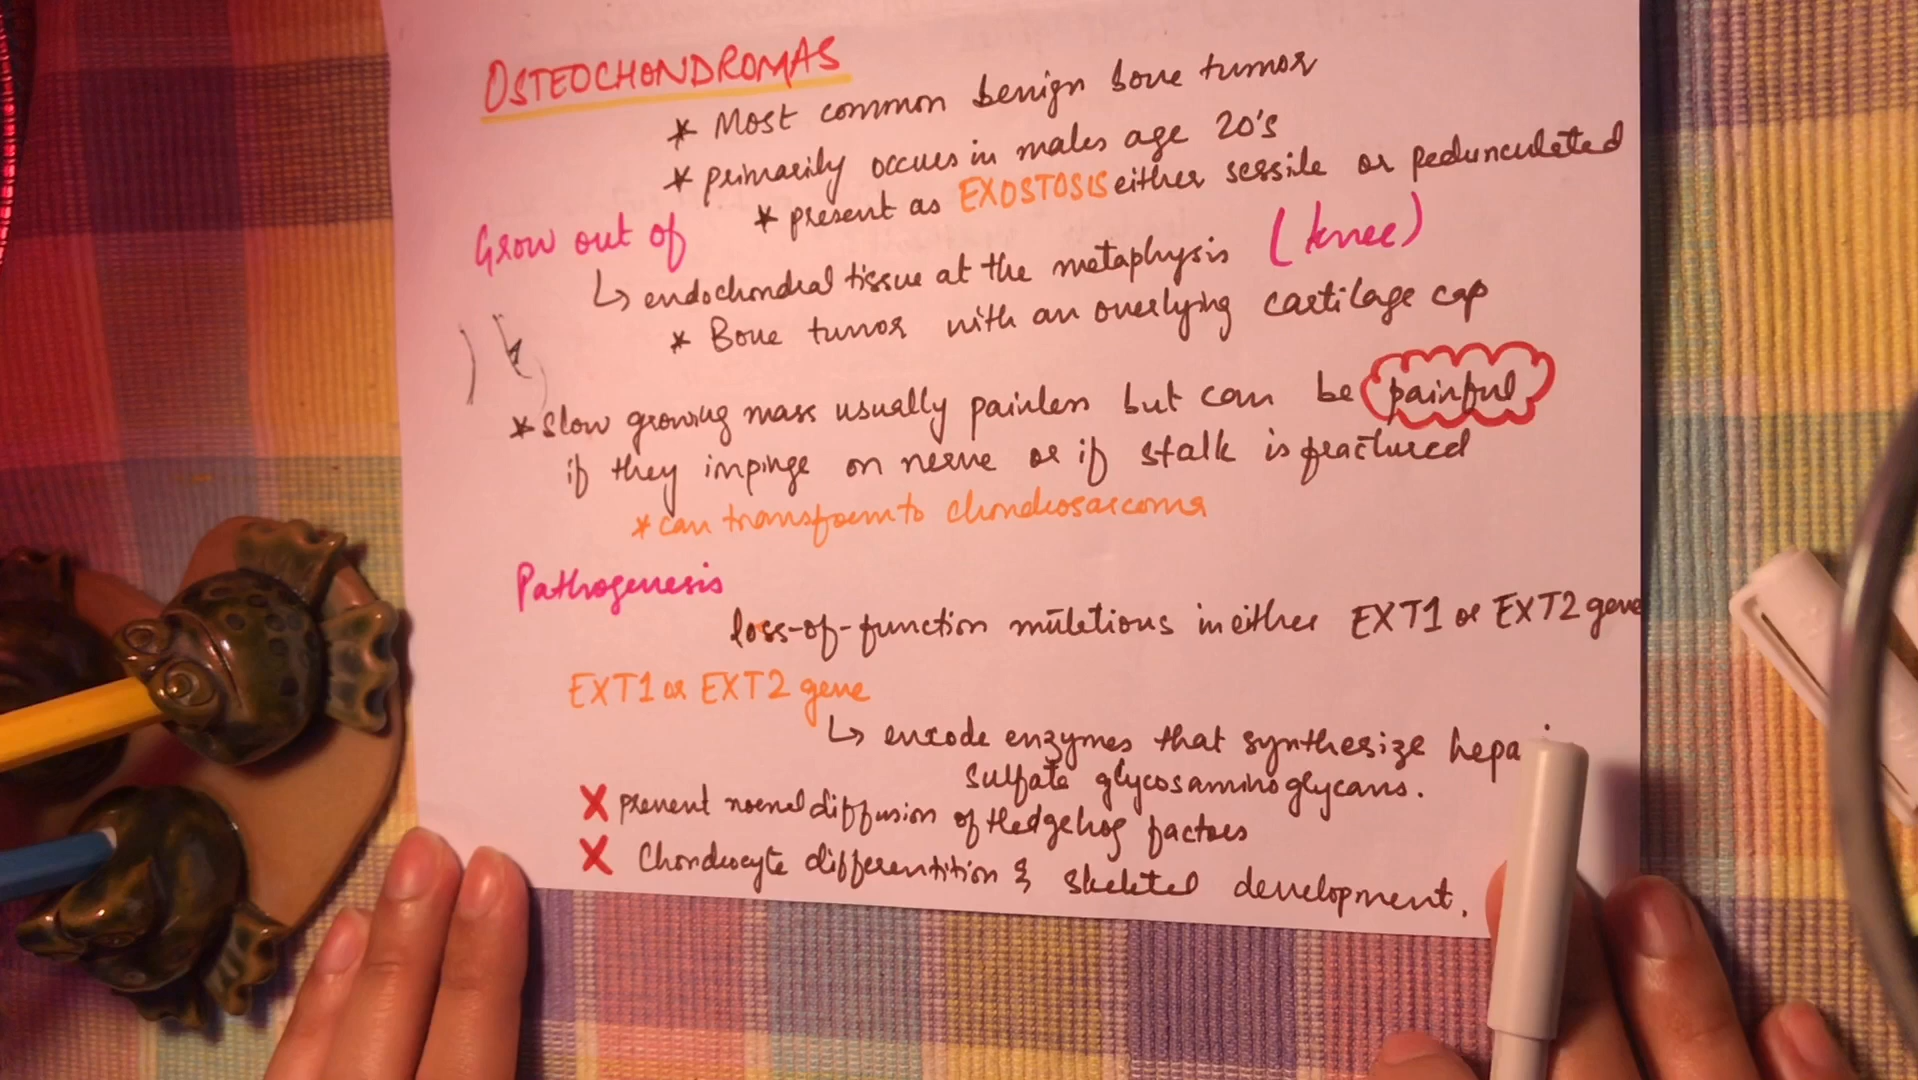 OSTEOCHONDROMAS
* Most common benign bone tumor
* primarily occurs in males age 20's
* present as EXOSTOSIS either sessile or pedunculated
Grow out of
↳ endochondral tissue at the metaphysis (knee)
* Bone tumor with an overlying cartilage cap
* Slow growing mass usually painless but can be painful
if they impinge on nerve or if stalk is fractured
* can transform to chondrosarcoma
Pathogenesis
loss-of-function mutetions in either EXT1 or EXT2 gene
EXT1 or EXT2 gene
↳ encode enzymes that synthesize
sulfate glycosaminoglycans.
X prevent normal diffusion of Hedgehog factors
X Chondrocyte differentition & skeletel development.